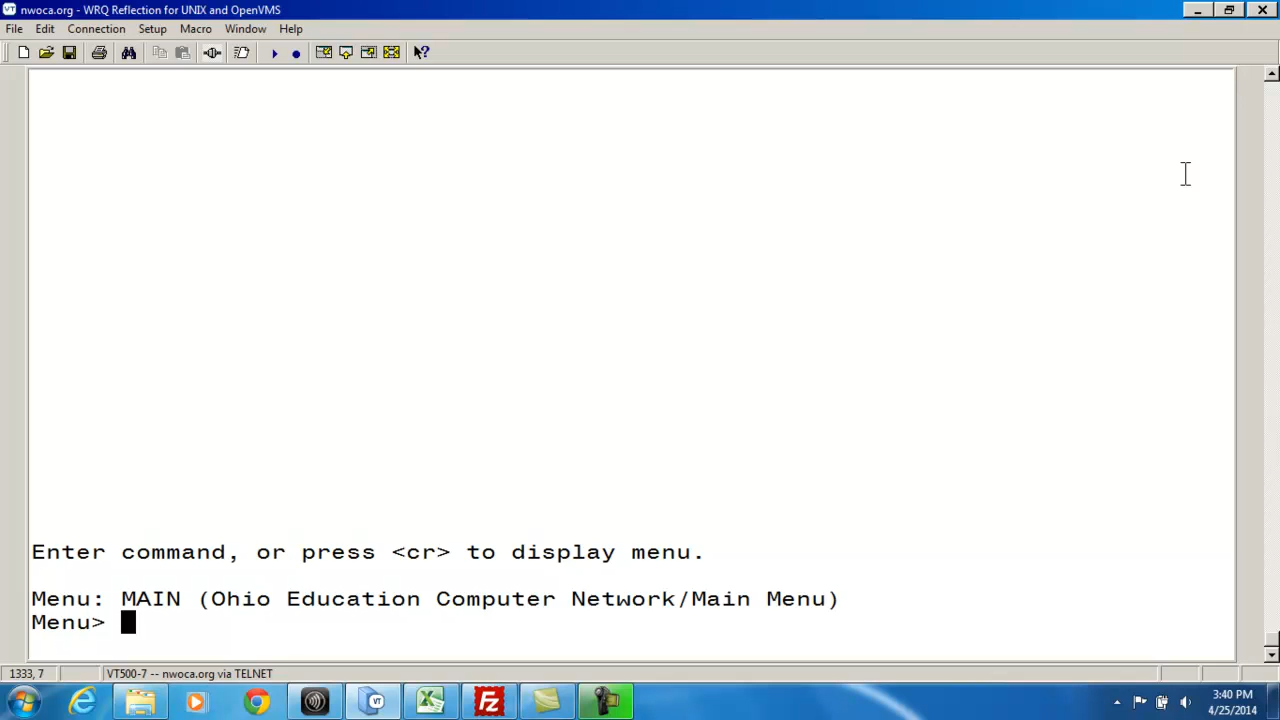 nwoca.org - WRQ Reflection for UNIX and OpenVMS
File Edit Connection Setup Macro Window Help
Enter command, or press <cr> to display menu.
Menu: MAIN (Ohio Education Computer Network/Main Menu)
Menu>
1333, 7 VT500-7 -- nwoca.org via TELNET
3:40 PM
4/25/2014